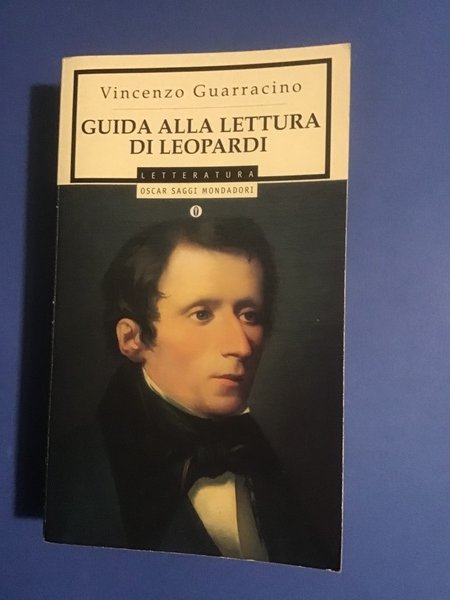 Vincenzo Guarracino
GUIDA ALLA LETTURA
DI LEOPARDI
LETTERATURA
OSCAR SAGGI MONDADORI